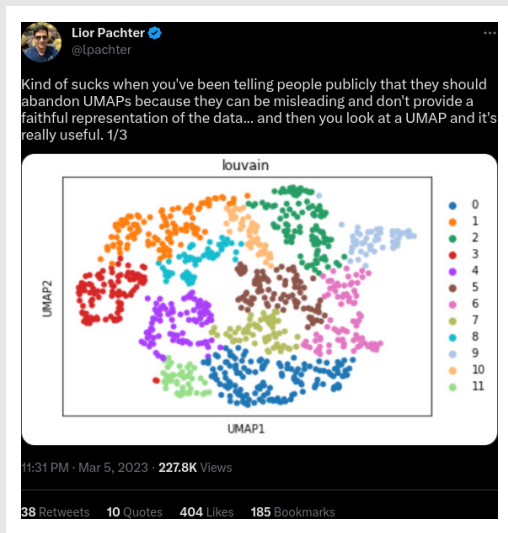 Lior Pachter
@lpachter
Kind of sucks when you've been telling people publicly that they should
abandon UMAPs because they can be misleading and don't provide a
faithful representation of the data... and then you look at a UMAP and it's
really useful. 1/3
louvain
UMAP2
UMAP1
0
1
2
3
4
5
6
7
8
9
10
11
11:31 PM · Mar 5, 2023 · 227.8K Views
38 Retweets 10 Quotes 404 Likes 185 Bookmarks